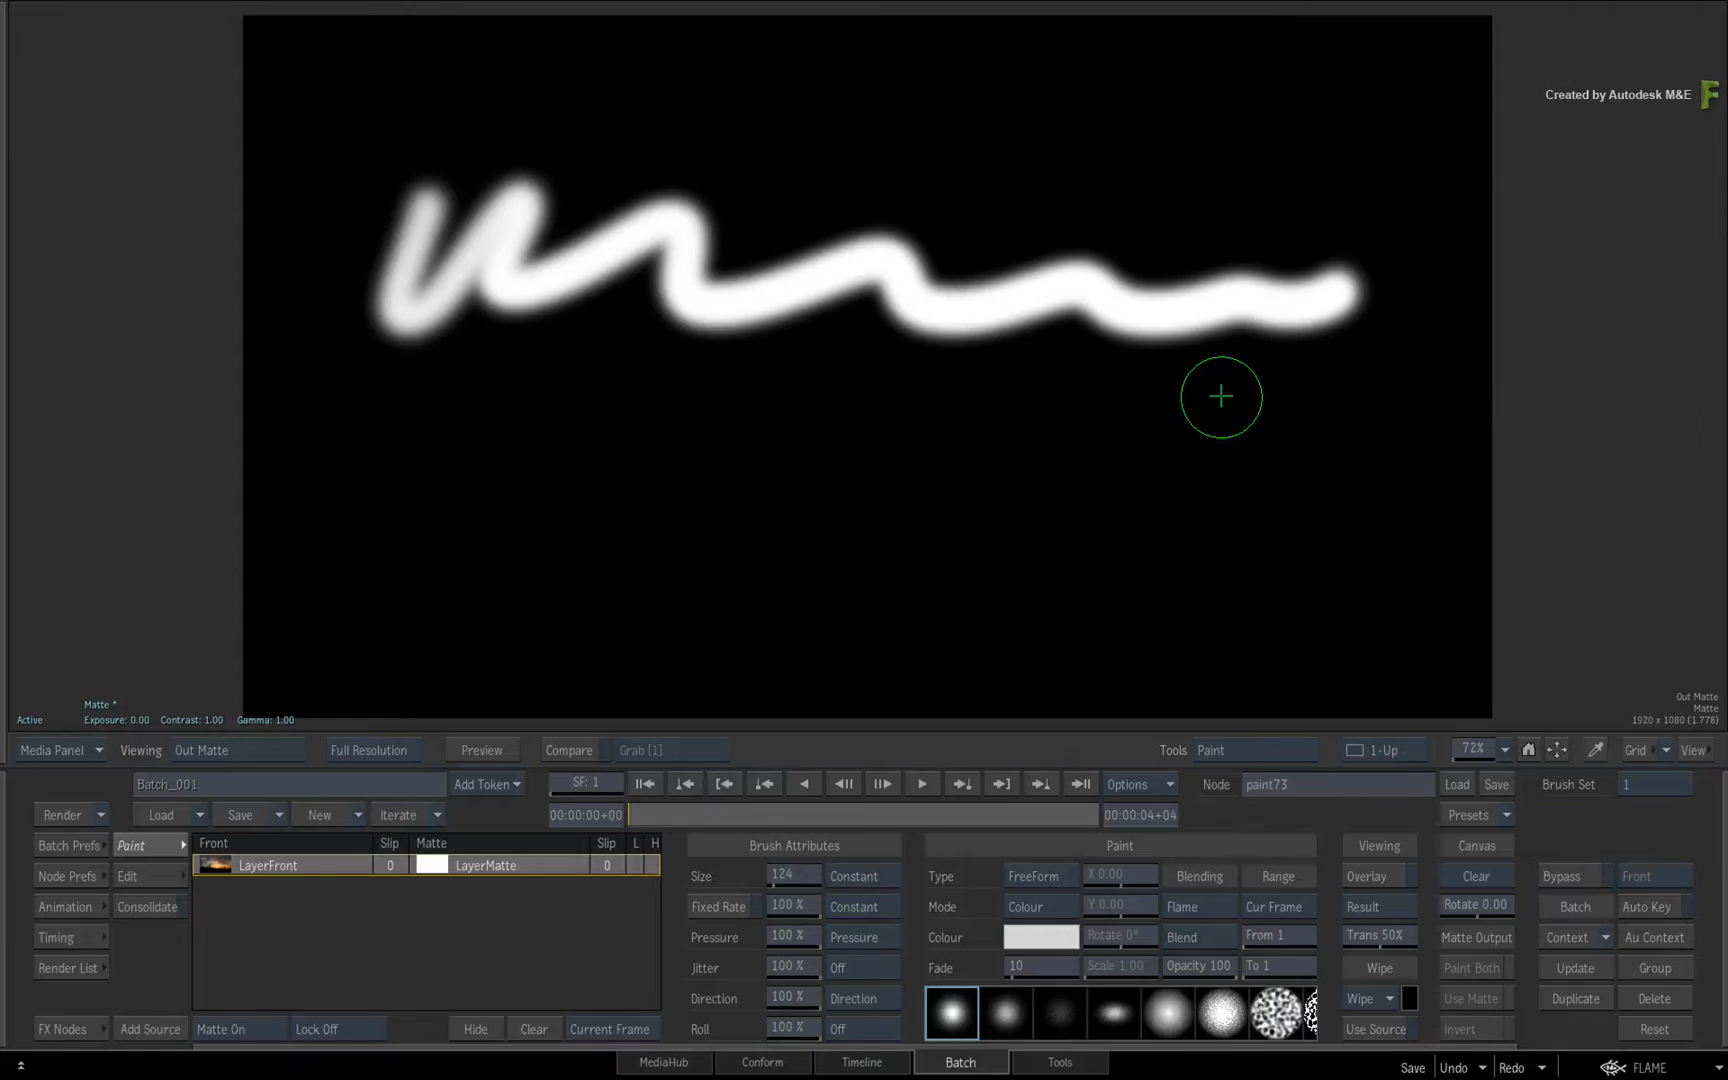 Created by Autodesk M&E
Matte *
Active Exposure: 0.00 Contrast: 1.00 Gamma: 1.00
Out Matte
Matte
1920 x 1080 (1.778)
Media Panel Viewing Out Matte Full Resolution Preview Compare Grab [1] Tools Paint 1-Up 72% Grid View
Batch_001 Add Token SF: 1 Options Node paint73 Load Save Brush Set 1
Render Load Save New Iterate 00:00:00+00 00:00:04+04 Presets
Batch Prefs Paint Front Slip Matte Slip L H Brush Attributes Paint Viewing Canvas
LayerFront 0 LayerMatte 0
Node Prefs Edit Size 124 Constant Type FreeForm X 0.00 Blending Range Overlay Clear Bypass Front
Animation Consolidate Fixed Rate 100 % Constant Mode Colour Y 0.00 Flame Cur Frame Result Rotate 0.00 Batch Auto Key
Timing Pressure 100 % Pressure Colour Rotate 0° Blend From 1 Trans 50% Matte Output Context Au Context
Render List Jitter 100 % Off Fade 10 Scale 1.00 Opacity 100 To 1 Wipe Paint Both Update Group
Direction 100 % Direction Wipe Use Matte Duplicate Delete
FX Nodes Add Source Matte On Lock Off Hide Clear Current Frame Roll 100 % Off Use Source Invert Reset
MediaHub Conform Timeline Batch Tools Save Undo Redo FLAME